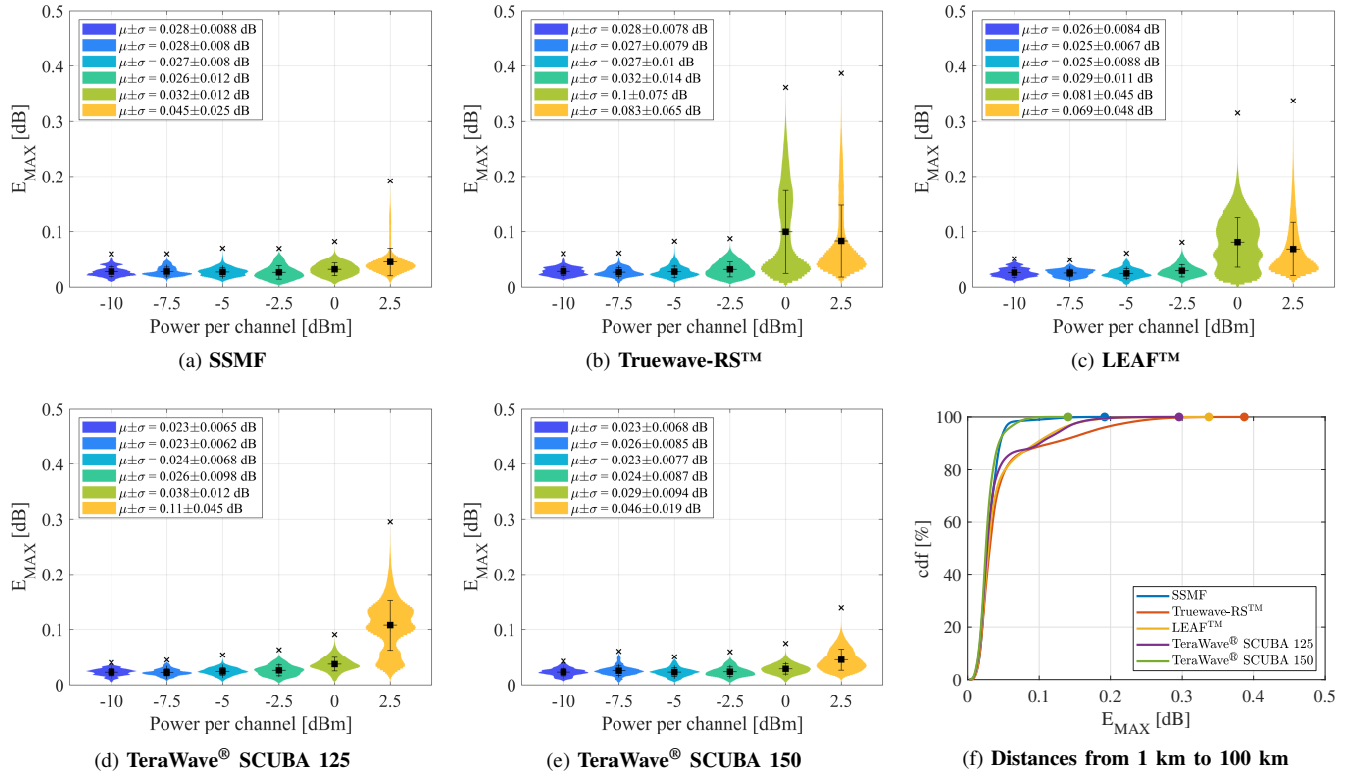 0.5
0.4
0.3
0.2
0.1
0
E_MAX [dB]
μ±σ = 0.028±0.0088 dB
μ±σ = 0.028±0.008 dB
μ±σ = 0.027±0.008 dB
μ±σ = 0.026±0.012 dB
μ±σ = 0.032±0.012 dB
μ±σ = 0.045±0.025 dB
-10 -7.5 -5 -2.5 0 2.5
Power per channel [dBm]
(a) SSMF
0.5
0.4
0.3
0.2
0.1
0
E_MAX [dB]
μ±σ = 0.028±0.0078 dB
μ±σ = 0.027±0.0079 dB
μ±σ = 0.027±0.01 dB
μ±σ = 0.032±0.014 dB
μ±σ = 0.1±0.075 dB
μ±σ = 0.083±0.065 dB
-10 -7.5 -5 -2.5 0 2.5
Power per channel [dBm]
(b) Truewave-RS™
0.5
0.4
0.3
0.2
0.1
0
E_MAX [dB]
μ±σ = 0.026±0.0084 dB
μ±σ = 0.025±0.0067 dB
μ±σ = 0.025±0.0088 dB
μ±σ = 0.029±0.011 dB
μ±σ = 0.081±0.045 dB
μ±σ = 0.069±0.048 dB
-10 -7.5 -5 -2.5 0 2.5
Power per channel [dBm]
(c) LEAF™
0.5
0.4
0.3
0.2
0.1
0
E_MAX [dB]
μ±σ = 0.023±0.0065 dB
μ±σ = 0.023±0.0062 dB
μ±σ = 0.024±0.0068 dB
μ±σ = 0.026±0.0098 dB
μ±σ = 0.038±0.012 dB
μ±σ = 0.11±0.045 dB
-10 -7.5 -5 -2.5 0 2.5
Power per channel [dBm]
(d) TeraWave® SCUBA 125
0.5
0.4
0.3
0.2
0.1
0
E_MAX [dB]
μ±σ = 0.023±0.0068 dB
μ±σ = 0.026±0.0085 dB
μ±σ = 0.023±0.0077 dB
μ±σ = 0.024±0.0087 dB
μ±σ = 0.029±0.0094 dB
μ±σ = 0.046±0.019 dB
-10 -7.5 -5 -2.5 0 2.5
Power per channel [dBm]
(e) TeraWave® SCUBA 150
100
80
60
40
20
0
cdf [%]
SSMF
Truewave-RS™
LEAF™
TeraWave® SCUBA 125
TeraWave® SCUBA 150
0 0.1 0.2 0.3 0.4 0.5
E_MAX [dB]
(f) Distances from 1 km to 100 km